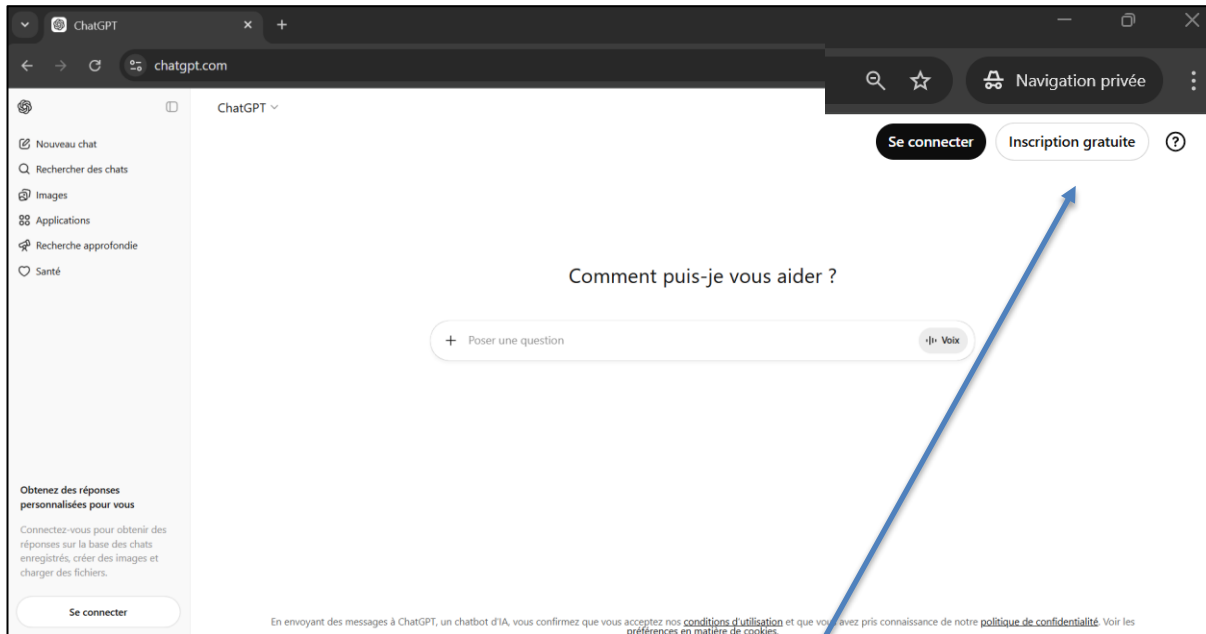 ChatGPT
chatgpt.com
Navigation privée
ChatGPT
Se connecter
Inscription gratuite
Nouveau chat
Rechercher des chats
Images
Applications
Recherche approfondie
Santé
Comment puis-je vous aider ?
Poser une question
Voix
Obtenez des réponses
personnalisées pour vous
Connectez-vous pour obtenir des
réponses sur la base des chats
enregistrés, créer des images et
charger des fichiers.
Se connecter
En envoyant des messages à ChatGPT, un chatbot d'IA, vous confirmez que vous acceptez nos conditions d'utilisation et que vous avez pris connaissance de notre politique de confidentialité. Voir les
préférences en matière de cookies.